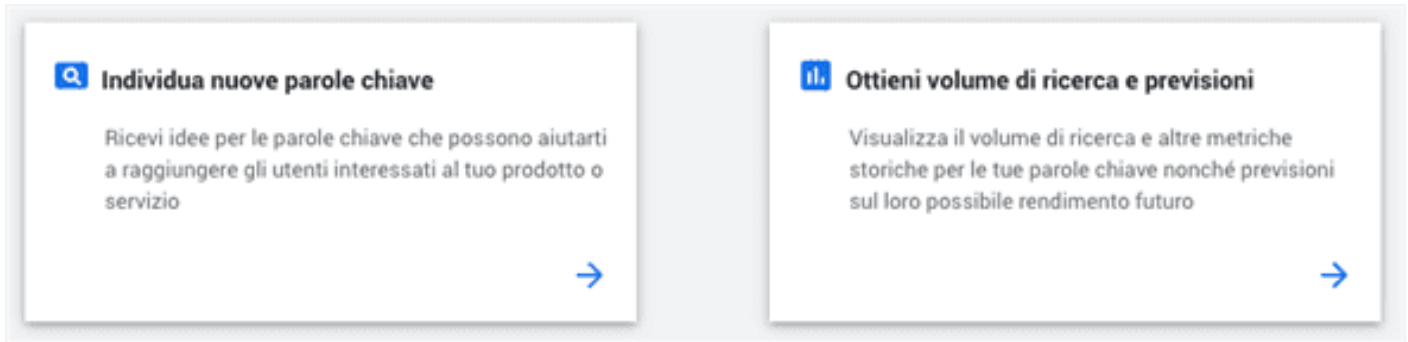 Individua nuove parole chiave
Ricevi idee per le parole chiave che possono aiutarti
a raggiungere gli utenti interessati al tuo prodotto o
servizio
Ottieni volume di ricerca e previsioni
Visualizza il volume di ricerca e altre metriche
storiche per le tue parole chiave nonché previsioni
sul loro possibile rendimento futuro